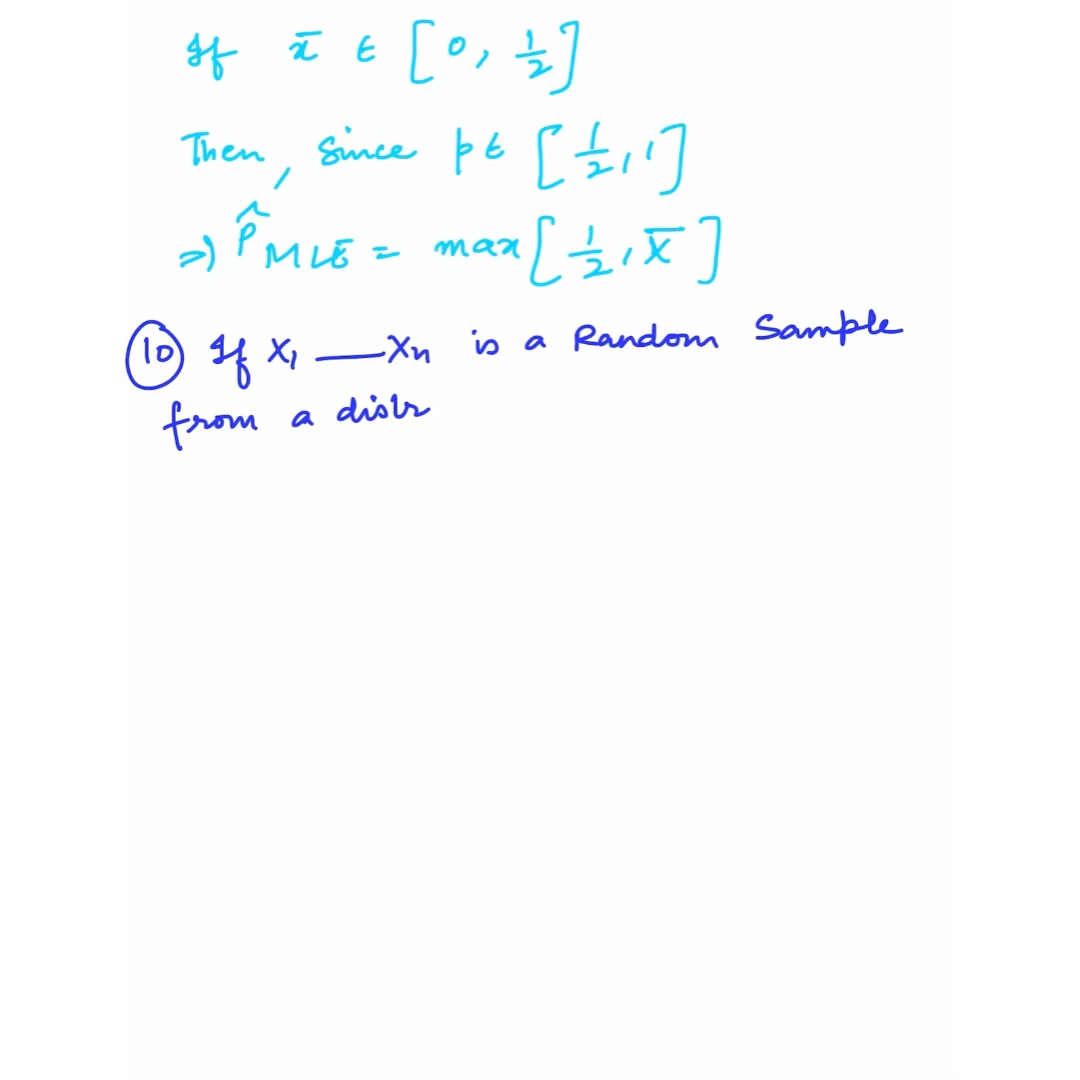 If x̄ ∈ [0, 1/2]
Then, since p ∈ [1/2, 1]
⇒) P̂ MLE = max [1/2, X̄]
(10) If X₁ —— Xn is a Random Sample
from a distr